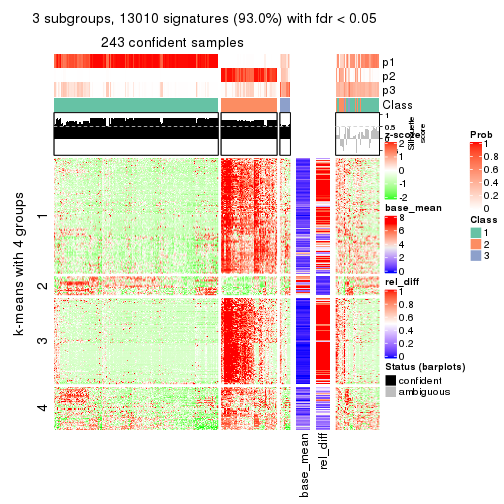 3 subgroups, 13010 signatures (93.0%) with fdr < 0.05
243 confident samples
p1
p2
p3
Class
1
0.5
0
Silhouette
score
k-means with 4 groups
1
2
3
4
base_mean
rel_diff
z-score
2
1
0
-1
-2
base_mean
8
6
4
2
0
rel_diff
1
0.8
0.6
0.4
0.2
0
Status (barplots)
confident
ambiguous
Prob
1
0.8
0.6
0.4
0.2
0
Class
1
2
3